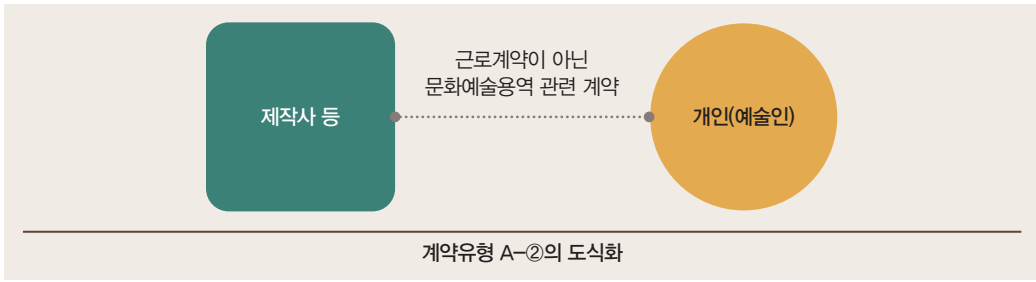 근로계약이 아닌
문화예술용역 관련 계약
제작사 등
개인(예술인)
계약유형 A-②의 도식화